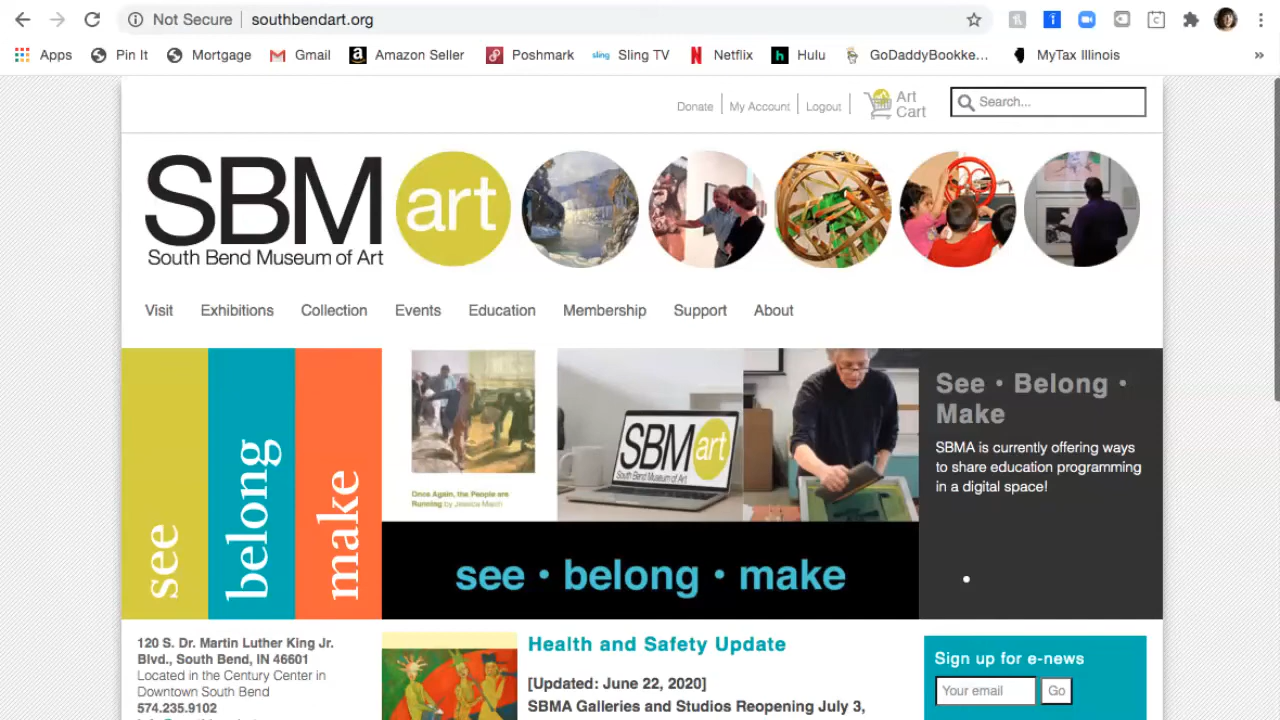 Not Secure southbendart.org
Apps Pin It Mortgage Gmail Amazon Seller Poshmark sling Sling TV Netflix Hulu GoDaddyBookke... MyTax Illinois »
Donate My Account Logout Art Cart Search...
SBM art
South Bend Museum of Art
Visit Exhibitions Collection Events Education Membership Support About
see
belong
make
Once Again, the People are
Running by Jessica
SBM art
South Bend Museum of Art
see • belong • make
See • Belong •
Make
SBMA is currently offering ways
to share education programming
in a digital space!
120 S. Dr. Martin Luther King Jr.
Blvd., South Bend, IN 46601
Located in the Century Center in
Downtown South Bend
574.235.9102
Health and Safety Update
[Updated: June 22, 2020]
SBMA Galleries and Studios Reopening July 3,
Sign up for e-news
Your email Go